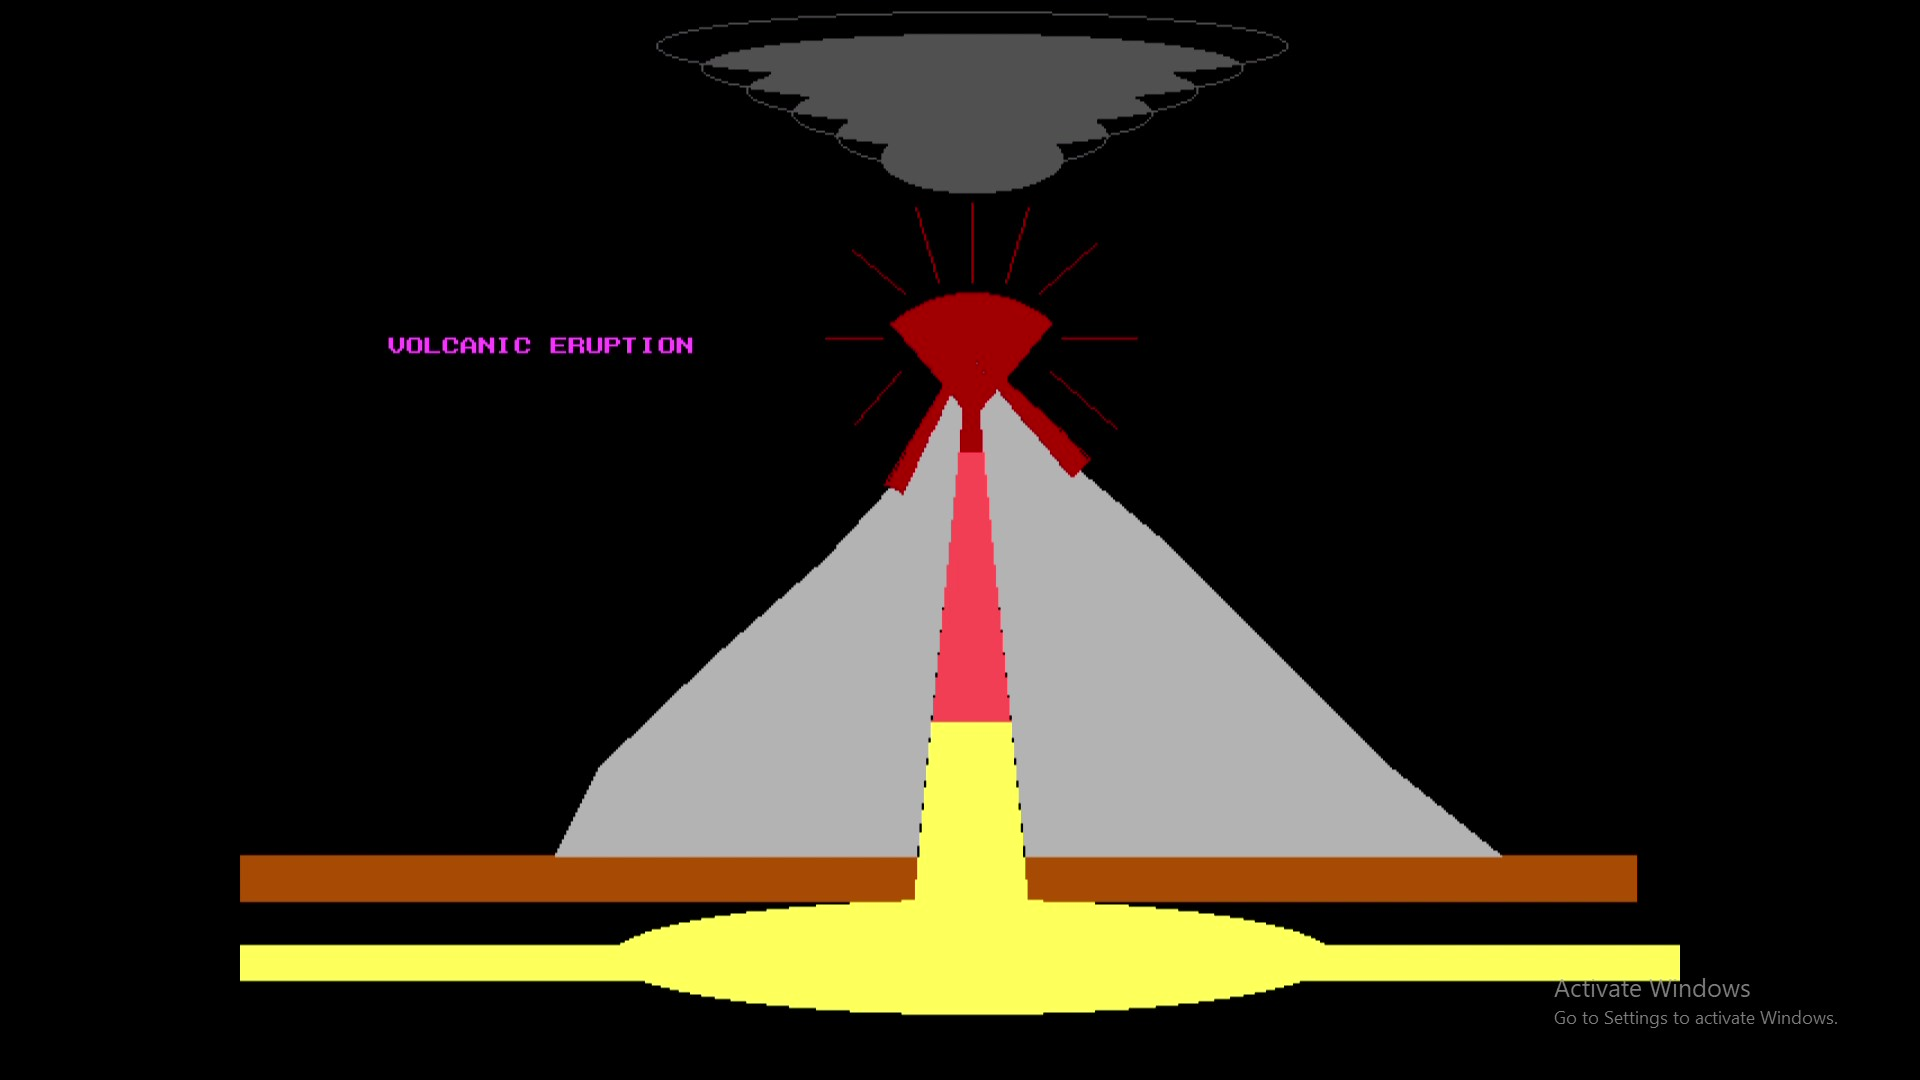 VOLCANIC ERUPTION
Activate Windows
Go to Settings to activate Windows.